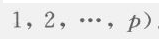 1, 2, ⋯, p)